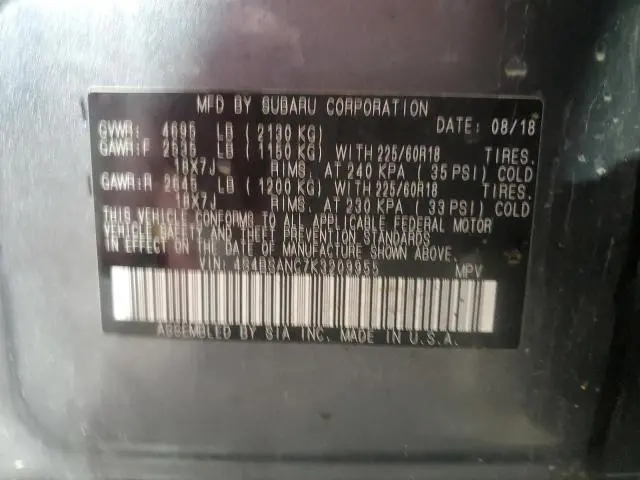 MFD BY SUBARU CORPORATION DATE: 08/18
GVWR: 4695 LB (2130 KG)
GAWR:F 2535 LB (1150 KG) WITH 225/60R18 TIRES.
18X7J RIMS, AT 240 KPA (35 PSI) COLD
GAWR:R 2645 LB (1200 KG) WITH 225/60R18 TIRES.
18X7J RIMS, AT 230 KPA (33 PSI) COLD
THIS VEHICLE CONFORMS TO ALL APPLICABLE FEDERAL MOTOR
VEHICLE SAFETY AND THEFT PREVENTION STANDARDS
IN EFFECT ON THE DATE OF MANUFACTURE SHOWN ABOVE.
VIN: 4S4BSANC7K3209955 MPV
ASSEMBLED BY SIA INC. MADE IN U.S.A.